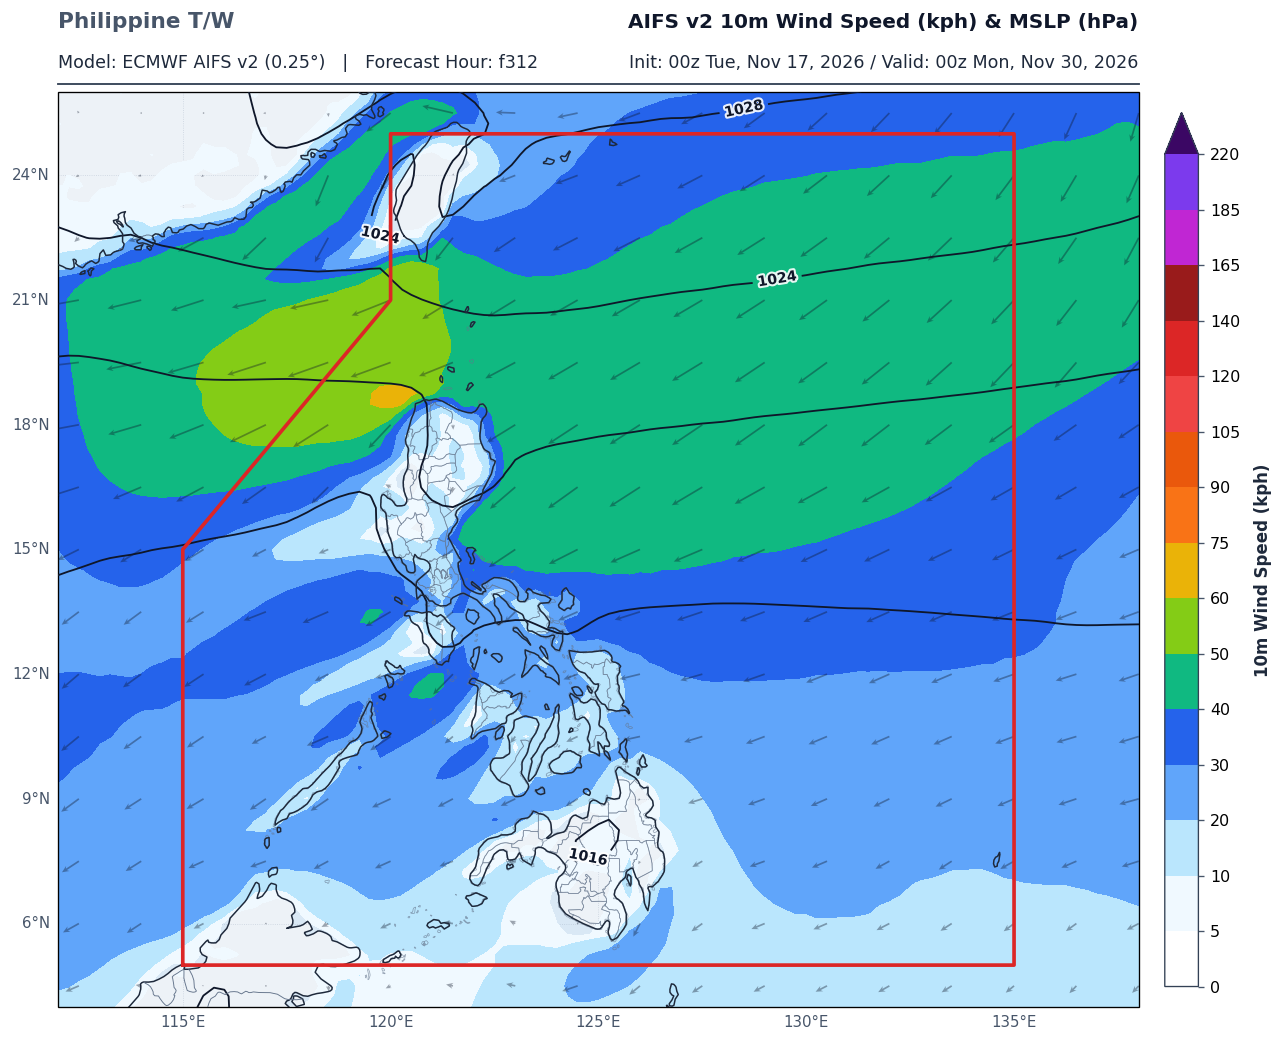 Philippine T/W
AIFS v2 10m Wind Speed (kph) & MSLP (hPa)
Model: ECMWF AIFS v2 (0.25°) | Forecast Hour: f312
Init: 00z Tue, Nov 17, 2026 / Valid: 00z Mon, Nov 30, 2026
1028
1024
1024
1016
24°N
21°N
18°N
15°N
12°N
9°N
6°N
115°E
120°E
125°E
130°E
135°E
220
185
165
140
120
105
90
75
60
50
40
30
20
10
5
0
10m Wind Speed (kph)